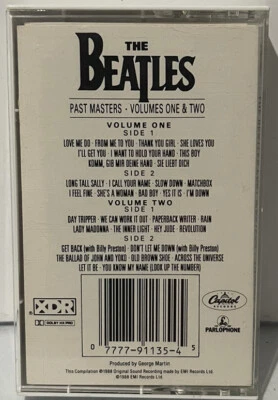 THE
BEATLES
PAST MASTERS · VOLUMES ONE & TWO
VOLUME ONE
SIDE 1
LOVE ME DO · FROM ME TO YOU · THANK YOU GIRL · SHE LOVES YOU
I'LL GET YOU · I WANT TO HOLD YOUR HAND · THIS BOY
KOMM, GIB MIR DEINE HAND · SIE LIEBT DICH
SIDE 2
LONG TALL SALLY · I CALL YOUR NAME · SLOW DOWN · MATCHBOX
I FEEL FINE · SHE'S A WOMAN · BAD BOY · YES IT IS · I'M DOWN
VOLUME TWO
SIDE 1
DAY TRIPPER · WE CAN WORK IT OUT · PAPERBACK WRITER · RAIN
LADY MADONNA · THE INNER LIGHT · HEY JUDE · REVOLUTION
SIDE 2
GET BACK (with Billy Preston) · DON'T LET ME DOWN (with Billy Preston)
THE BALLAD OF JOHN AND YOKO · OLD BROWN SHOE · ACROSS THE UNIVERSE
LET IT BE · YOU KNOW MY NAME (LOOK UP THE NUMBER)
XDR
DOLBY HX PRO
Capitol
PARLOPHONE
0 7777-91135-4 5
Produced by George Martin
This Compilation ℗1988 Original Sound Recording made by EMI Records Ltd.
©1988 EMI Records Ltd.